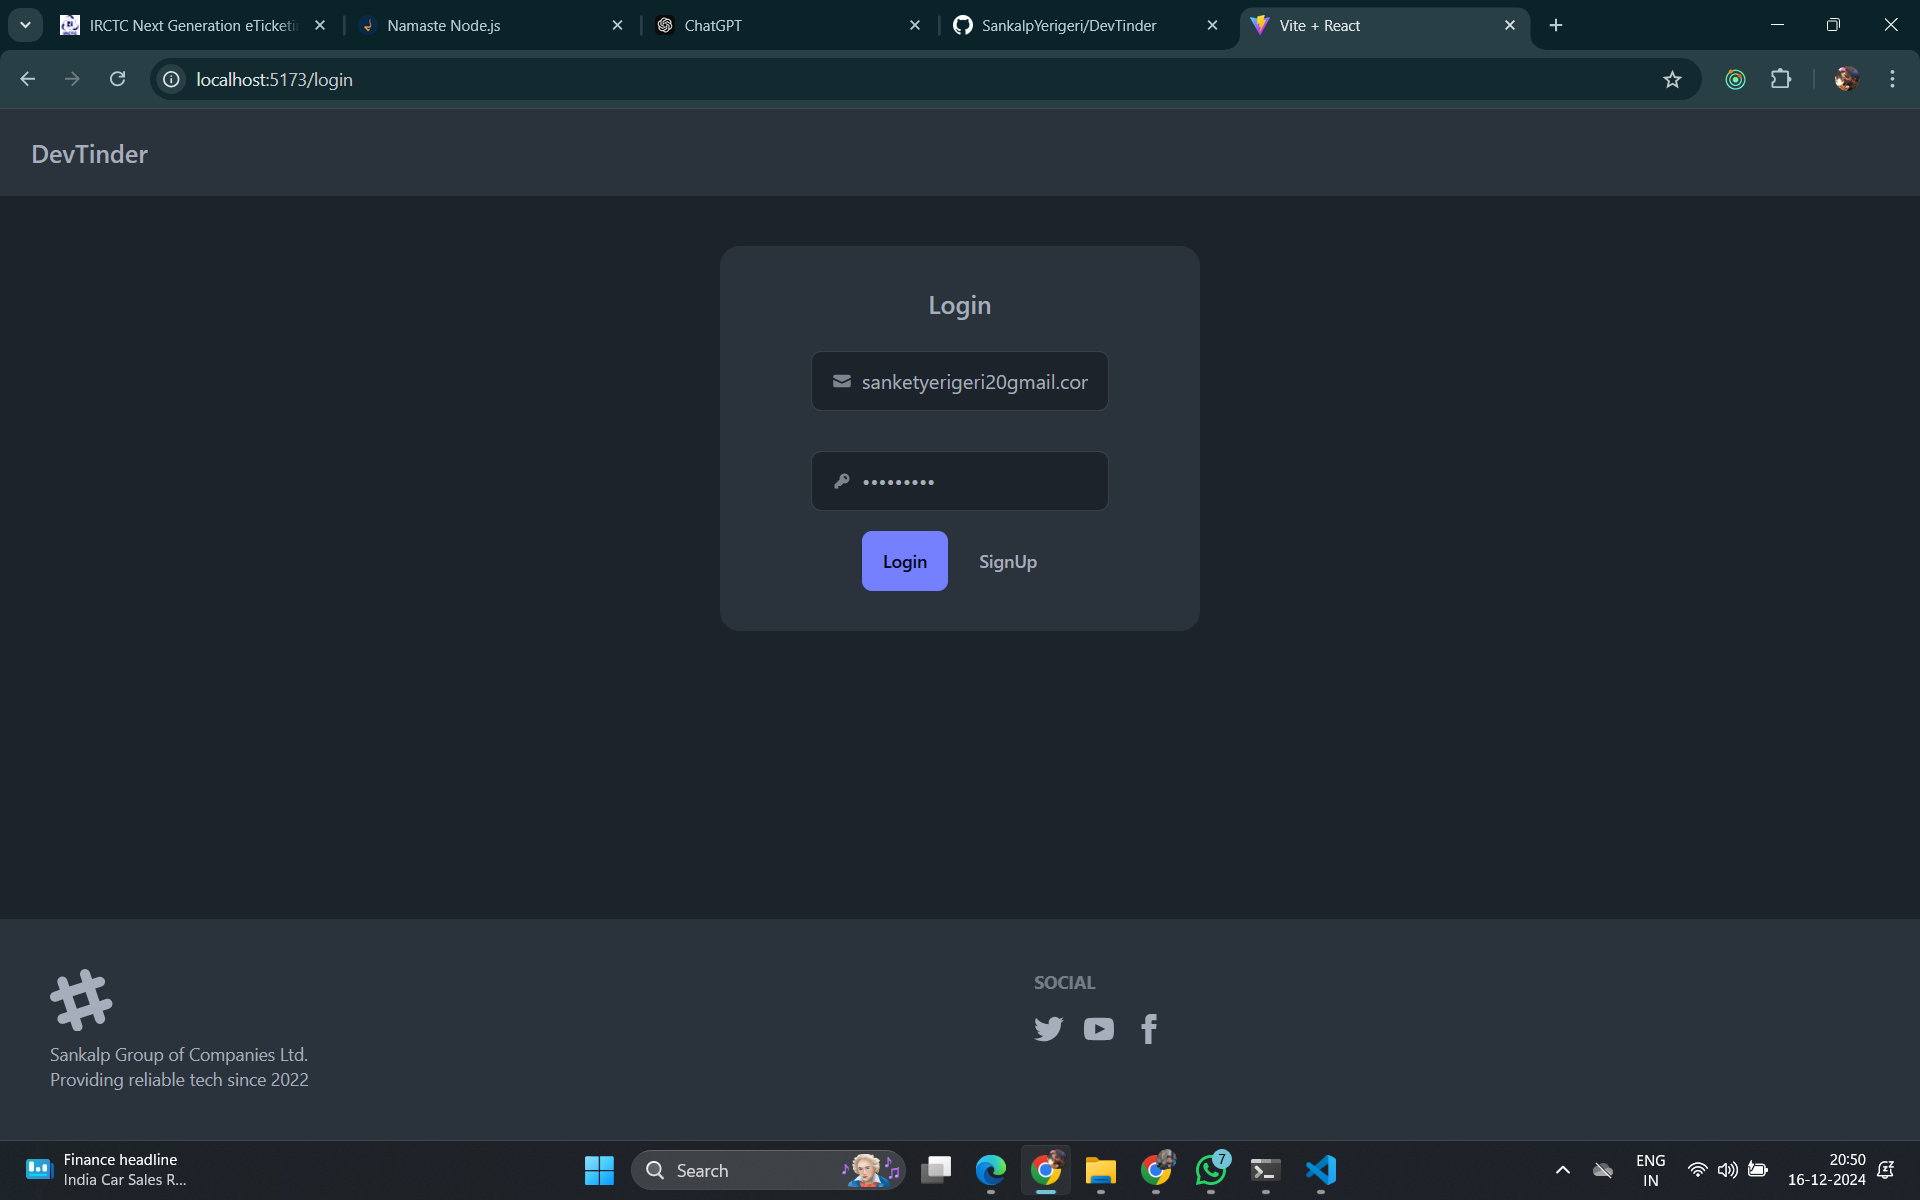 IRCTC Next Generation eTicketin
Namaste Node.js
ChatGPT
SankalpYerigeri/DevTinder
Vite + React
localhost:5173/login
DevTinder
Login
sanketyerigeri20gmail.cor
•••••••••
Login
SignUp
Sankalp Group of Companies Ltd.
Providing reliable tech since 2022
SOCIAL
Finance headline
India Car Sales R...
Search
7
ENG
IN
20:50
16-12-2024